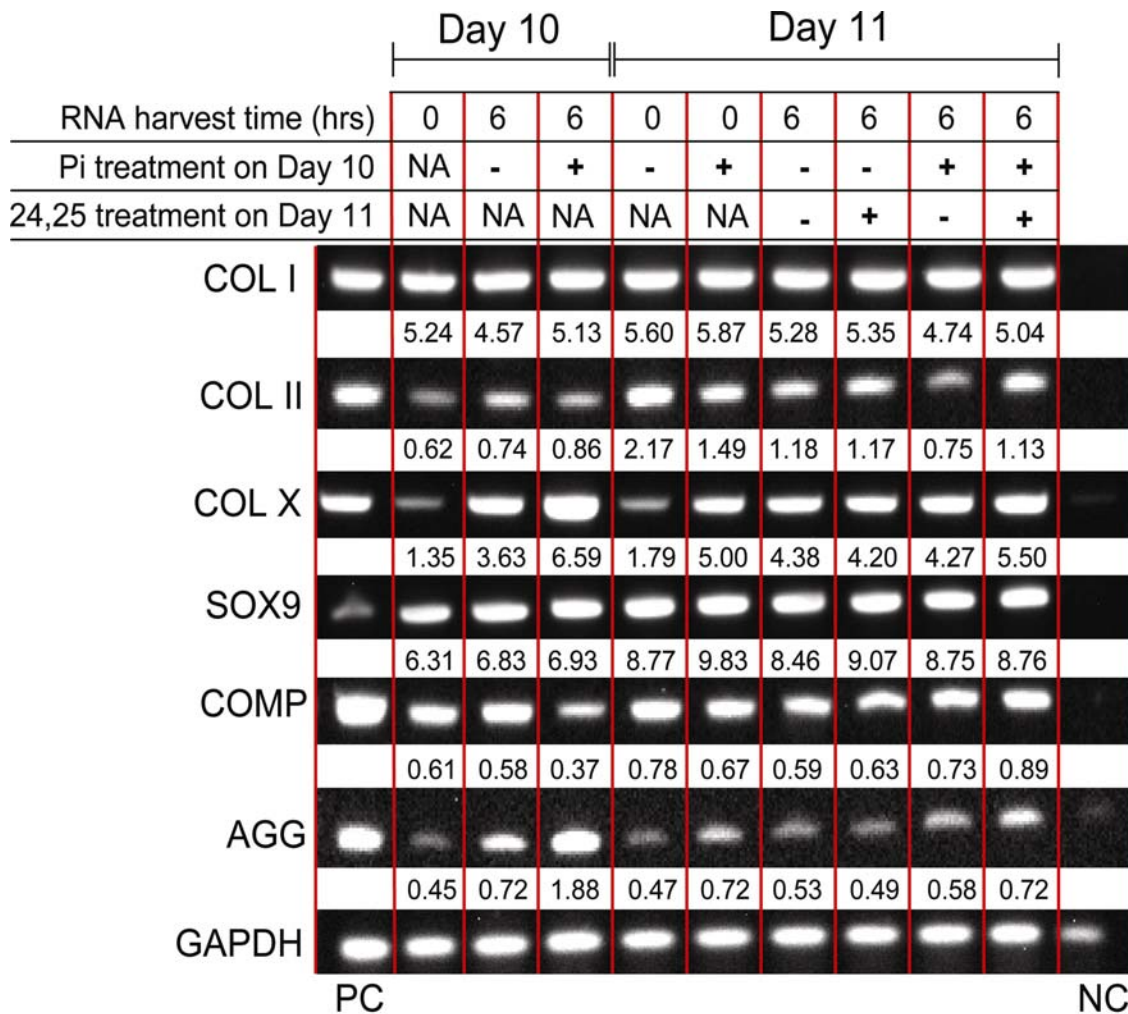 Day 10 Day 11
RNA harvest time (hrs) 0 6 6 0 0 6 6 6 6
Pi treatment on Day 10 NA - + - + - - + +
24,25 treatment on Day 11 NA NA NA NA NA - + - +
COL I
5.24 4.57 5.13 5.60 5.87 5.28 5.35 4.74 5.04
COL II
0.62 0.74 0.86 2.17 1.49 1.18 1.17 0.75 1.13
COL X
1.35 3.63 6.59 1.79 5.00 4.38 4.20 4.27 5.50
SOX9
6.31 6.83 6.93 8.77 9.83 8.46 9.07 8.75 8.76
COMP
0.61 0.58 0.37 0.78 0.67 0.59 0.63 0.73 0.89
AGG
0.45 0.72 1.88 0.47 0.72 0.53 0.49 0.58 0.72
GAPDH
PC NC